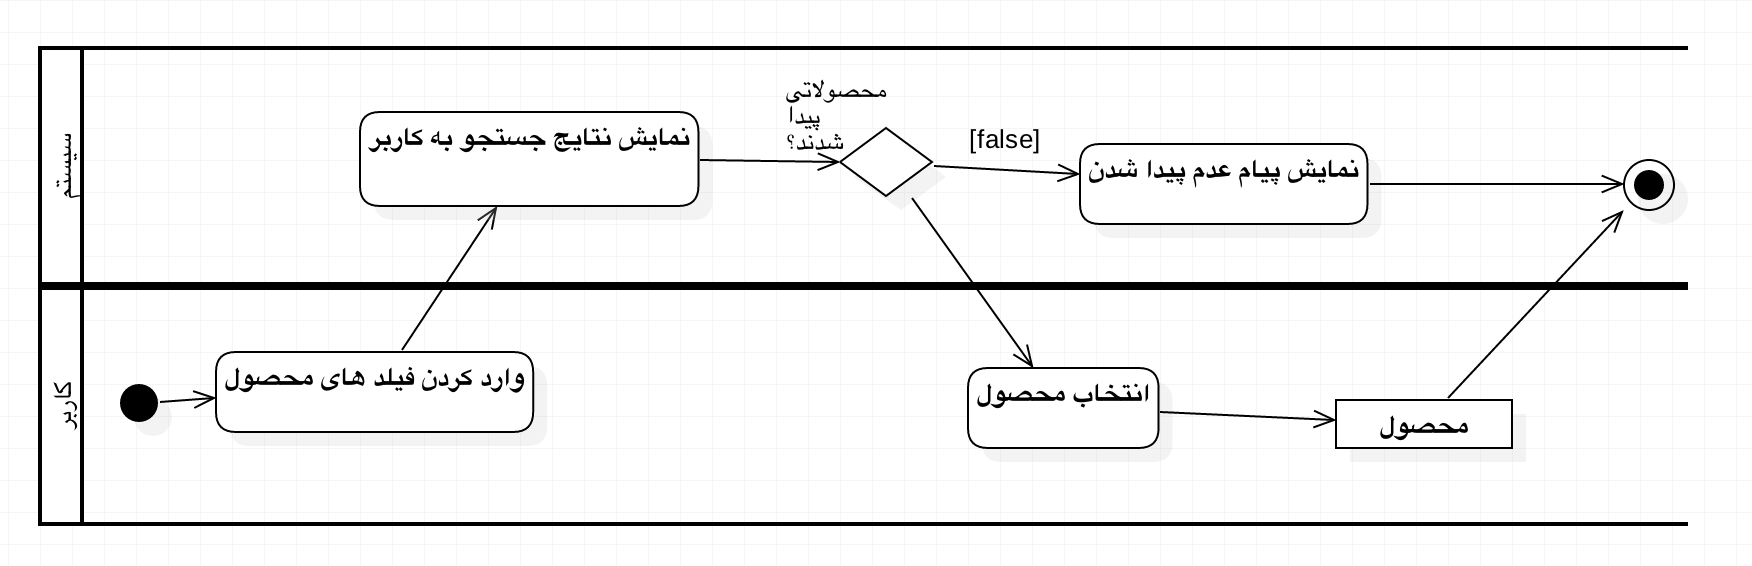 سیستم
نمایش نتایج جستجو به کاربر
محصولاتی
پیدا
شدند؟
[false]
نمایش پیام عدم پیدا شدن
کاربر
وارد کردن فیلد های محصول
انتخاب محصول
محصول